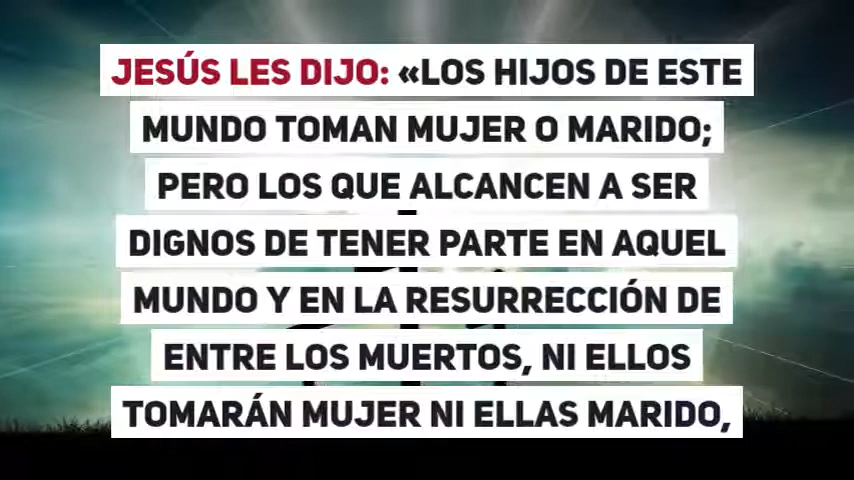 JESÚS LES DIJO: «LOS HIJOS DE ESTE
MUNDO TOMAN MUJER O MARIDO;
PERO LOS QUE ALCANCEN A SER
DIGNOS DE TENER PARTE EN AQUEL
MUNDO Y EN LA RESURRECCIÓN DE
ENTRE LOS MUERTOS, NI ELLOS
TOMARÁN MUJER NI ELLAS MARIDO,